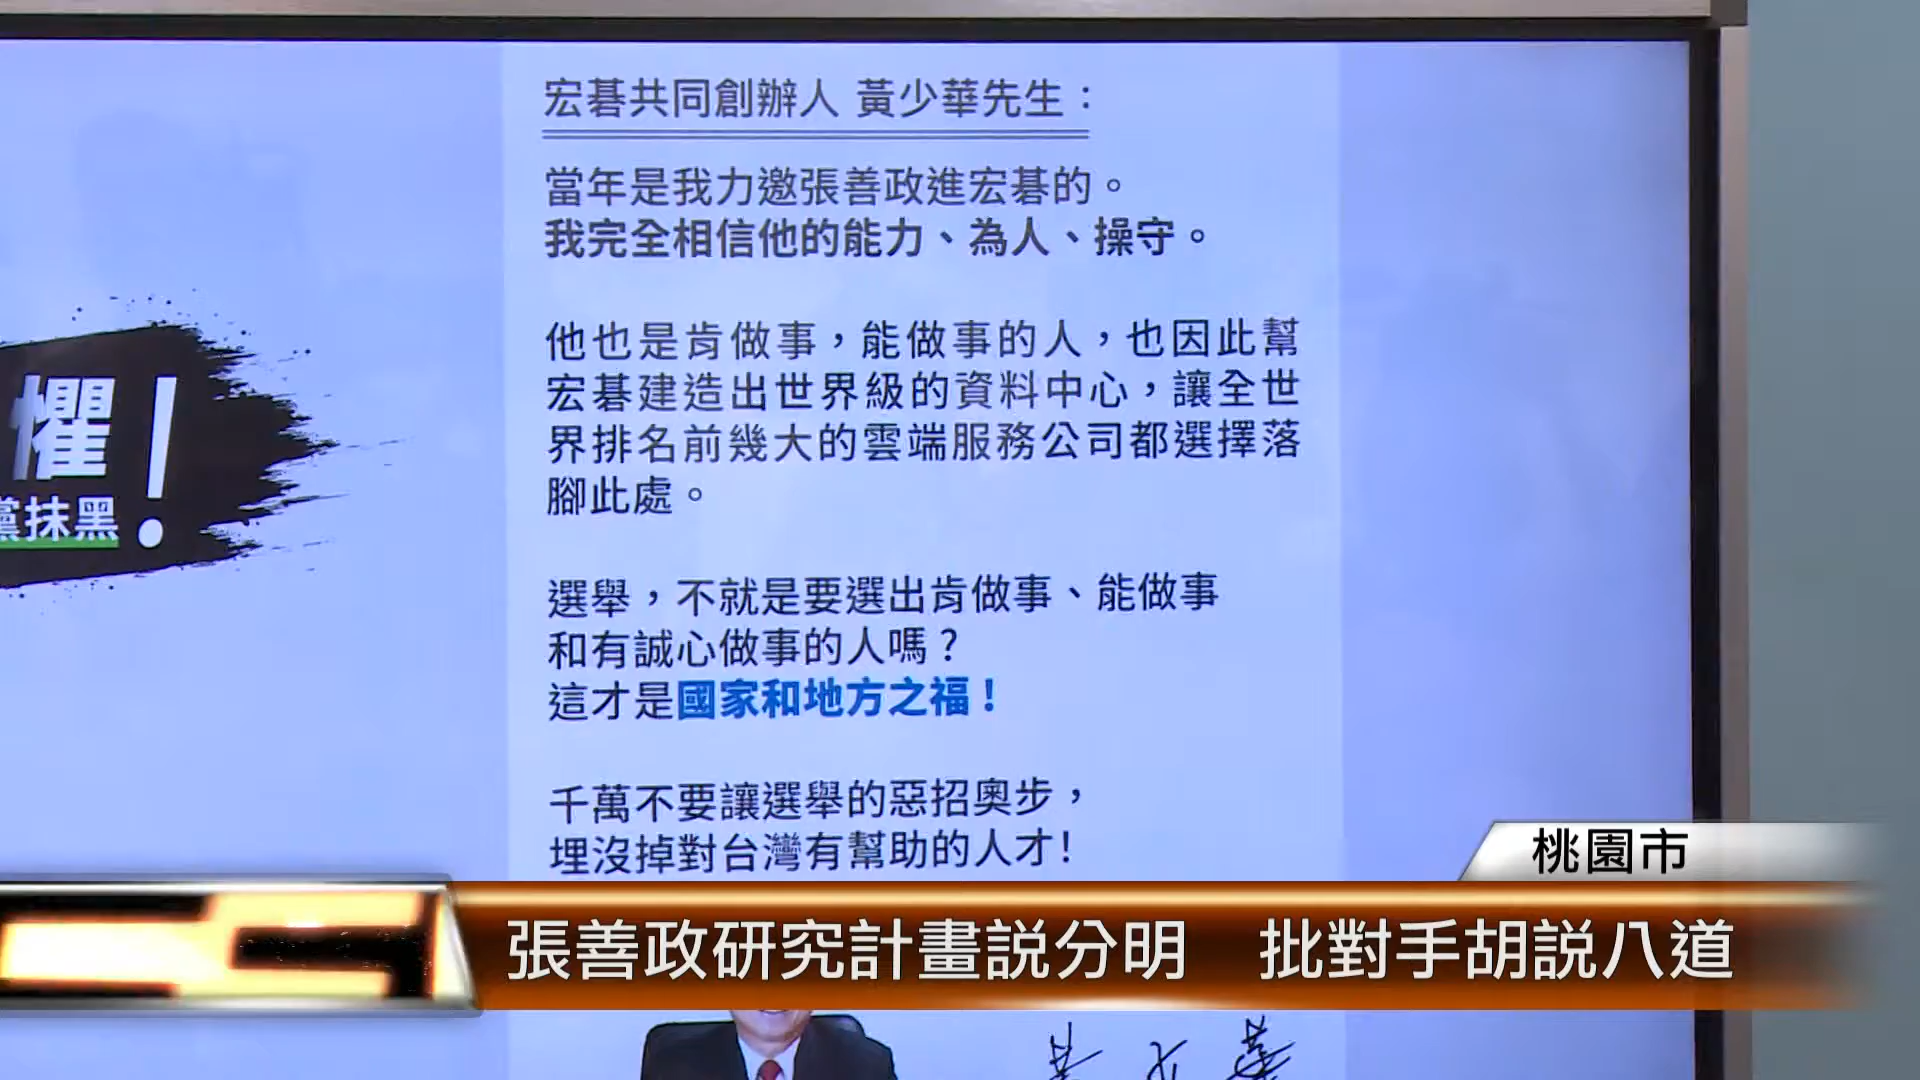 宏碁共同創辦人 黃少華先生：
當年是我力邀張善政進宏碁的。
我完全相信他的能力、為人、操守。
他也是肯做事，能做事的人，也因此幫
宏碁建造出世界級的資料中心，讓全世
界排名前幾大的雲端服務公司都選擇落
腳此處。
選舉，不就是要選出肯做事、能做事
和有誠心做事的人嗎？
這才是國家和地方之福！
千萬不要讓選舉的惡招奧步，
埋沒掉對台灣有幫助的人才！
懼！
黨抹黑
桃園市
張善政研究計畫説分明 批對手胡説八道
黃少華